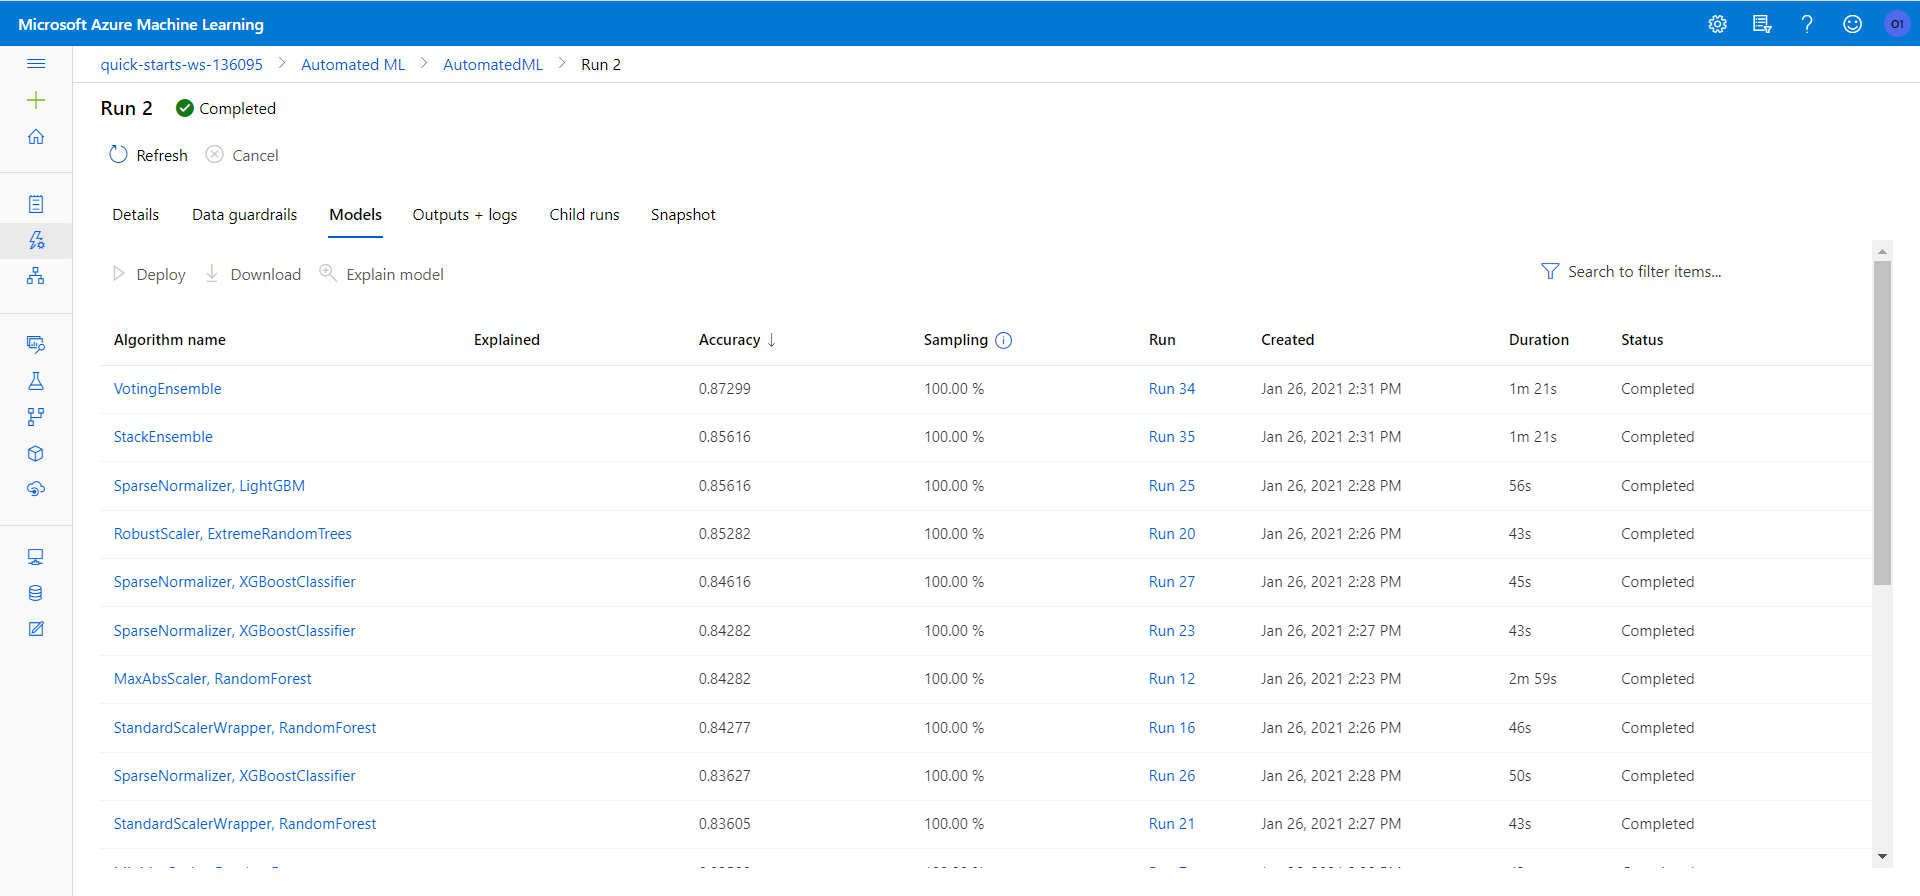 Microsoft Azure Machine Learning
O1
quick-starts-ws-136095 > Automated ML > AutomatedML > Run 2
Run 2 Completed
Refresh Cancel
Details Data guardrails Models Outputs + logs Child runs Snapshot
Deploy Download Explain model Search to filter items...
Algorithm name Explained Accuracy ↓ Sampling Run Created Duration Status
VotingEnsemble 0.87299 100.00 % Run 34 Jan 26, 2021 2:31 PM 1m 21s Completed
StackEnsemble 0.85616 100.00 % Run 35 Jan 26, 2021 2:31 PM 1m 21s Completed
SparseNormalizer, LightGBM 0.85616 100.00 % Run 25 Jan 26, 2021 2:28 PM 56s Completed
RobustScaler, ExtremeRandomTrees 0.85282 100.00 % Run 20 Jan 26, 2021 2:26 PM 43s Completed
SparseNormalizer, XGBoostClassifier 0.84616 100.00 % Run 27 Jan 26, 2021 2:28 PM 45s Completed
SparseNormalizer, XGBoostClassifier 0.84282 100.00 % Run 23 Jan 26, 2021 2:27 PM 43s Completed
MaxAbsScaler, RandomForest 0.84282 100.00 % Run 12 Jan 26, 2021 2:23 PM 2m 59s Completed
StandardScalerWrapper, RandomForest 0.84277 100.00 % Run 16 Jan 26, 2021 2:26 PM 46s Completed
SparseNormalizer, XGBoostClassifier 0.83627 100.00 % Run 26 Jan 26, 2021 2:28 PM 50s Completed
StandardScalerWrapper, RandomForest 0.83605 100.00 % Run 21 Jan 26, 2021 2:27 PM 43s Completed